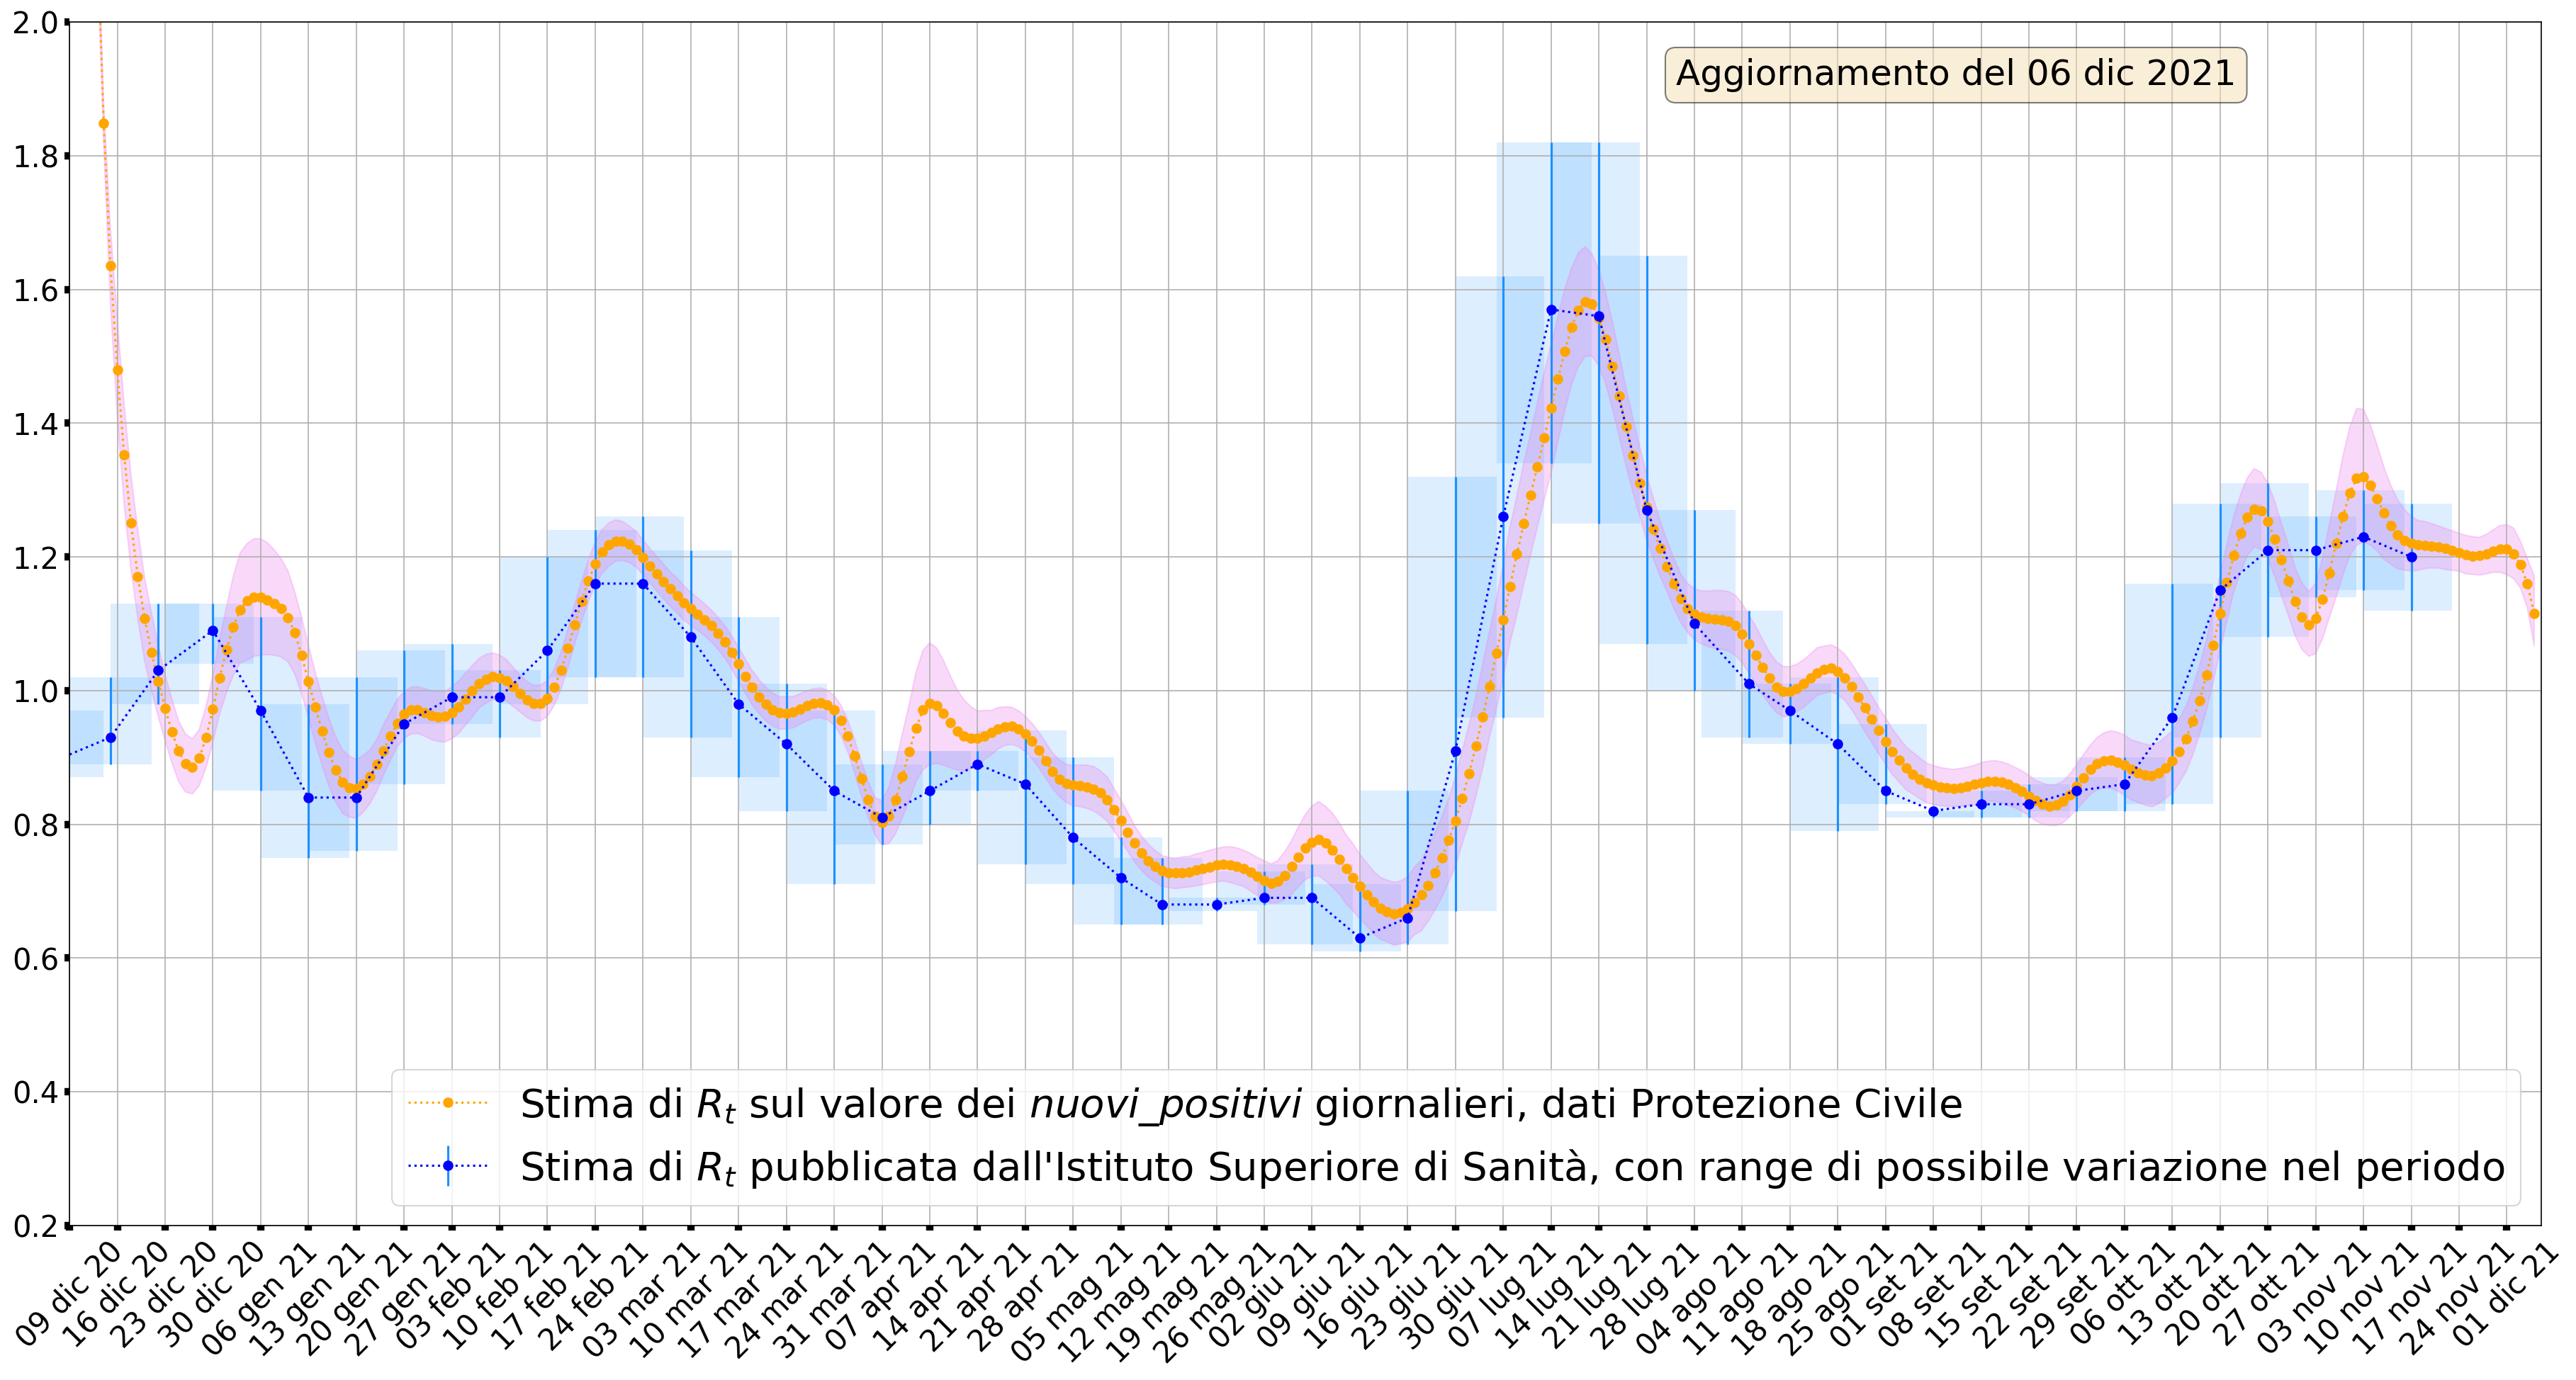 Aggiornamento del 06 dic 2021
2.0
1.8
1.6
1.4
1.2
1.0
0.8
0.6
0.4
0.2
Stima di Rt sul valore dei nuovi_positivi giornalieri, dati Protezione Civile
Stima di Rt pubblicata dall'Istituto Superiore di Sanità, con range di possibile variazione nel periodo
09 dic 20
16 dic 20
23 dic 20
30 dic 20
06 gen 21
13 gen 21
20 gen 21
27 gen 21
03 feb 21
10 feb 21
17 feb 21
24 feb 21
03 mar 21
10 mar 21
17 mar 21
24 mar 21
31 mar 21
07 apr 21
14 apr 21
21 apr 21
28 apr 21
05 mag 21
12 mag 21
19 mag 21
26 mag 21
02 giu 21
09 giu 21
16 giu 21
23 giu 21
30 giu 21
07 lug 21
14 lug 21
21 lug 21
28 lug 21
04 ago 21
11 ago 21
18 ago 21
25 ago 21
01 set 21
08 set 21
15 set 21
22 set 21
29 set 21
06 ott 21
13 ott 21
20 ott 21
27 ott 21
03 nov 21
10 nov 21
17 nov 21
24 nov 21
01 dic 21